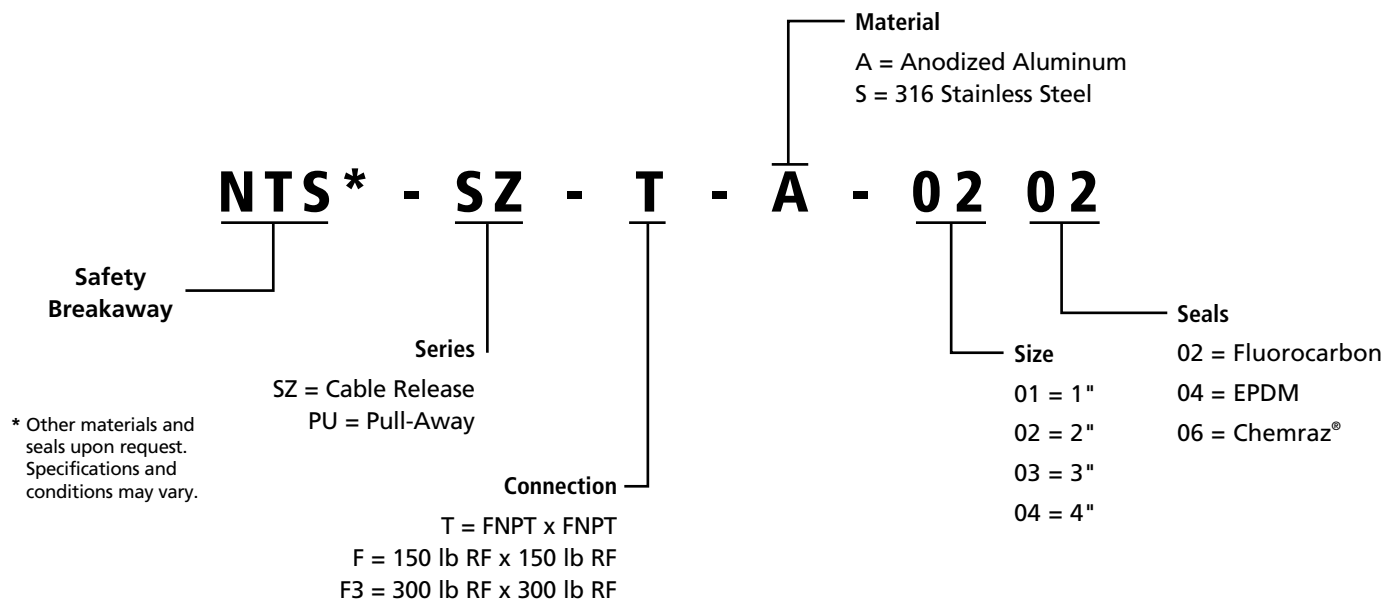 Material
A = Anodized Aluminum
S = 316 Stainless Steel
NTS* - SZ - T - A - 02 02
Safety
Breakaway
Series
SZ = Cable Release
PU = Pull-Away
* Other materials and
seals upon request.
Specifications and
conditions may vary.
Connection
T = FNPT x FNPT
F = 150 lb RF x 150 lb RF
F3 = 300 lb RF x 300 lb RF
Size
01 = 1"
02 = 2"
03 = 3"
04 = 4"
Seals
02 = Fluorocarbon
04 = EPDM
06 = Chemraz®